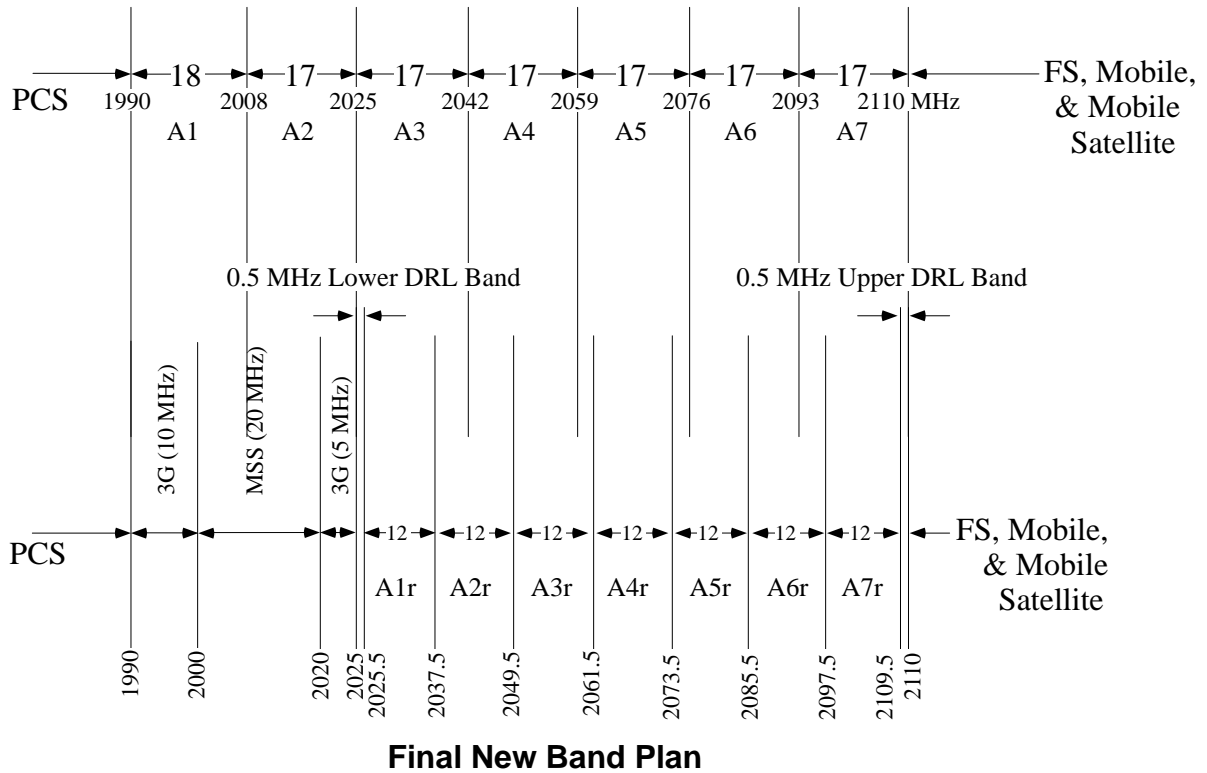 18 17 17 17 17 17 17
FS, Mobile,
& Mobile
Satellite
PCS
1990 2008 2025 2042 2059 2076 2093 2110 MHz
A1 A2 A3 A4 A5 A6 A7
0.5 MHz Lower DRL Band
0.5 MHz Upper DRL Band
3G (10 MHz)
MSS (20 MHz)
3G (5 MHz)
12 12 12 12 12 12 12
PCS
FS, Mobile,
& Mobile
Satellite
A1r A2r A3r A4r A5r A6r A7r
1990
2000
2020
2025
2025.5
2037.5
2049.5
2061.5
2073.5
2085.5
2097.5
2109.5
2110
Final New Band Plan